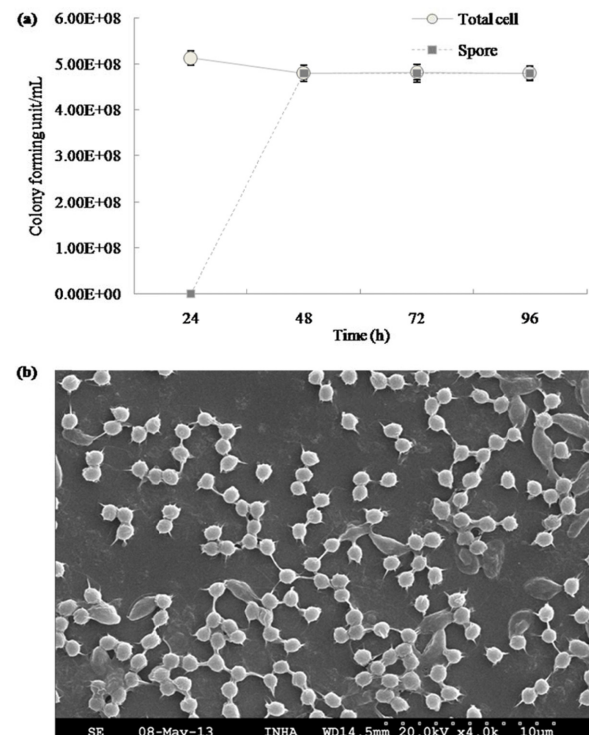 (a)
Total cell
Spore
Colony forming unit/mL
6.00E+08
5.00E+08
4.00E+08
3.00E+08
2.00E+08
1.00E+08
0.00E+00
24 48 72 96
Time (h)
(b)
SE 08-May-13 INHA WD14.5mm 20.0kV x4.0k 10μm